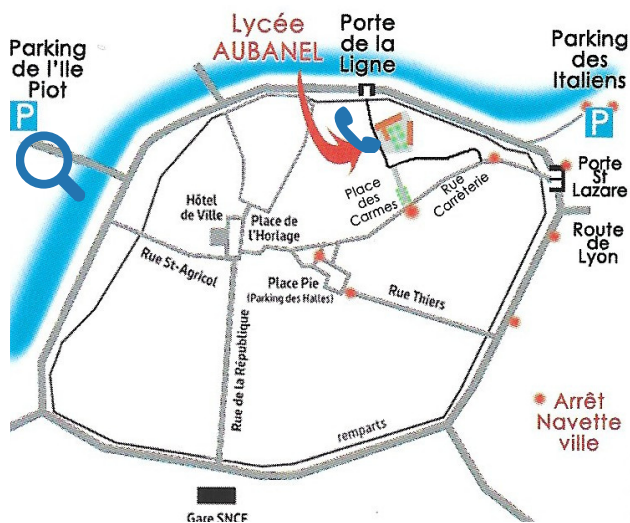 Lycée
AUBANEL
Porte
de la
Ligne
Parking
de l'Ile
Piot
P
Parking
des
Italiens
P
Porte
St
Lazare
Route
de
Lyon
Hôtel
de Ville
Place de
l'Horlage
Place
des
Carmes
Rue
Carrèterie
Rue St-Agricol
Place Pie
(Parking des Halles)
Rue Thiers
Rue de la République
remparts
Arrêt
Navette
ville
Gare SNCF